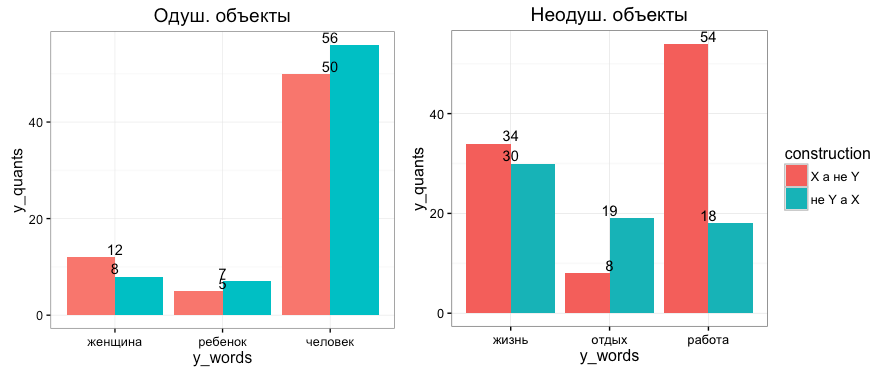 Одуш. объекты
y_quants
40
20
0
12
8
5
7
50
56
женщина
ребенок
человек
y_words
Неодуш. объекты
y_quants
40
20
0
34
30
8
19
54
18
жизнь
отдых
работа
y_words
construction
X а не Y
не Y а X